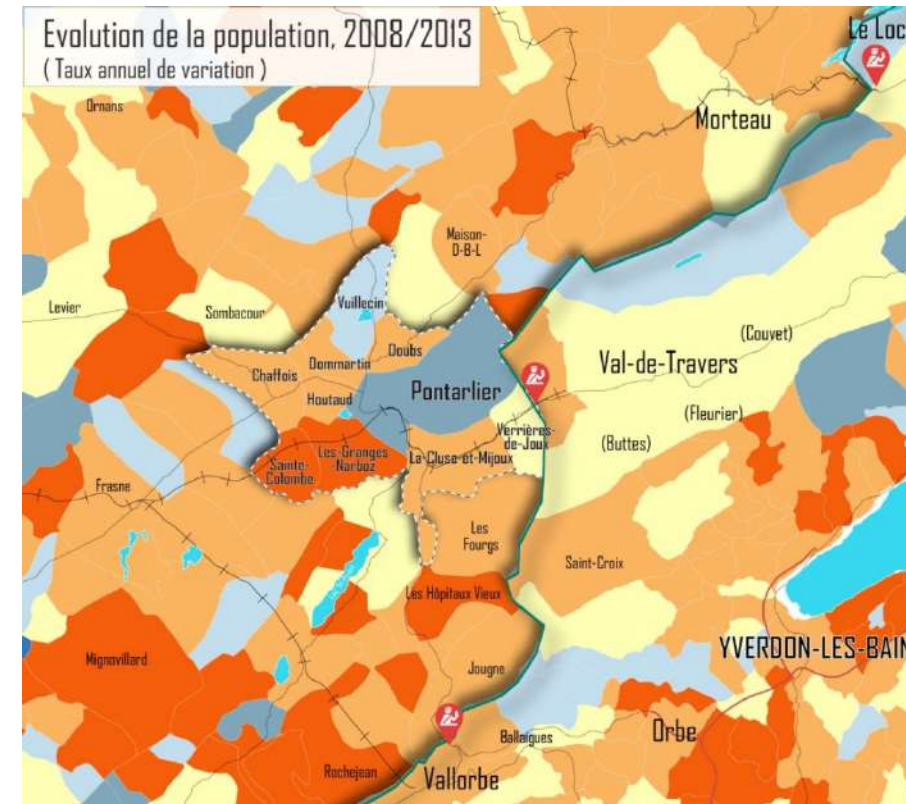 Evolution de la population, 2008/2013
( Taux annuel de variation )
Le Loc
Ornans
Morteau
Maison-
D-B-L
Levier
Sombacour
Vuillecin
(Couvet)
Doubs
Dommartin
Val-de-Travers
Chaffois
Pontarlier
Houtaud
(Fleurier)
Verrières-
de-Joux
(Buttes)
Les-Granges
-Narboz
La-Cluse-et-Mijoux
Sainte-
Colombe
Frasne
Les
Fourgs
Saint-Croix
Les Hôpitaux Vieux
YVERDON-LES-BAIN
Mignovillard
Jougne
Orbe
Ballaigues
Rochejean
Vallorbe